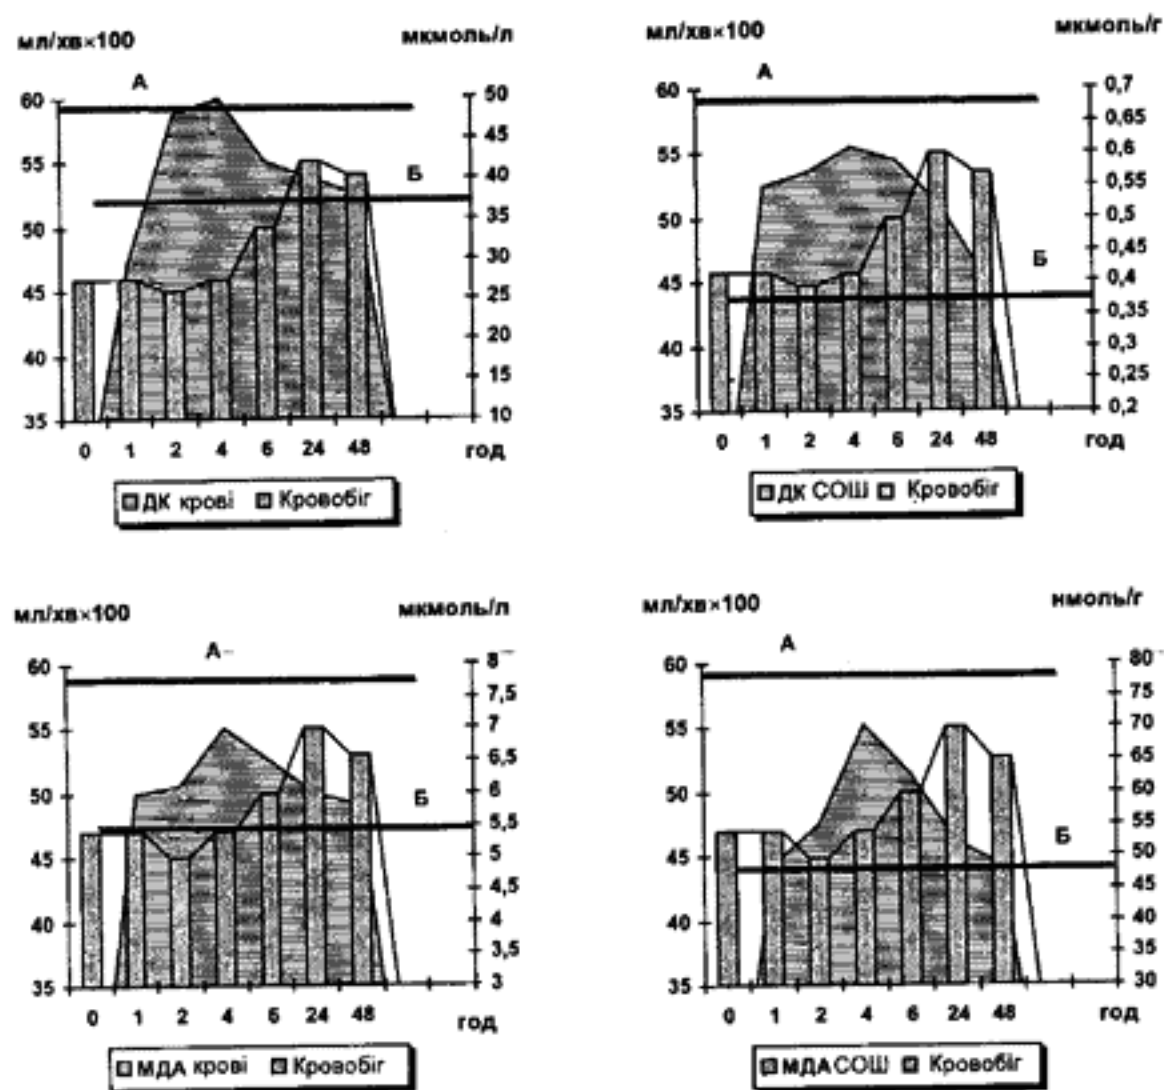 мл/хв×100 мкмоль/л
А
60 50
45
55 40
Б
35
50 30
45 25
20
40 15
35 10
0 1 2 4 6 24 48 год
ДК крові Кровобіг
мл/хв×100 мкмоль/г
А
60 0,7
0,65
55 0,6
0,55
50 0,5
0,45
Б
45 0,4
0,35
40 0,3
0,25
35 0,2
0 1 2 4 6 24 48 год
ДК СОШ Кровобіг
мл/хв×100 мкмоль/л
А
60 8
7,5
55 7
6,5
50 6
Б
5,5
45 5
4,5
40 4
3,5
35 3
0 1 2 4 6 24 48 год
МДА крові Кровобіг
мл/хв×100 нмоль/г
А
60 80
75
55 70
65
50 60
Б
55
45 50
45
40 40
35
35 30
0 1 2 4 6 24 48 год
МДА СОШ Кровобіг